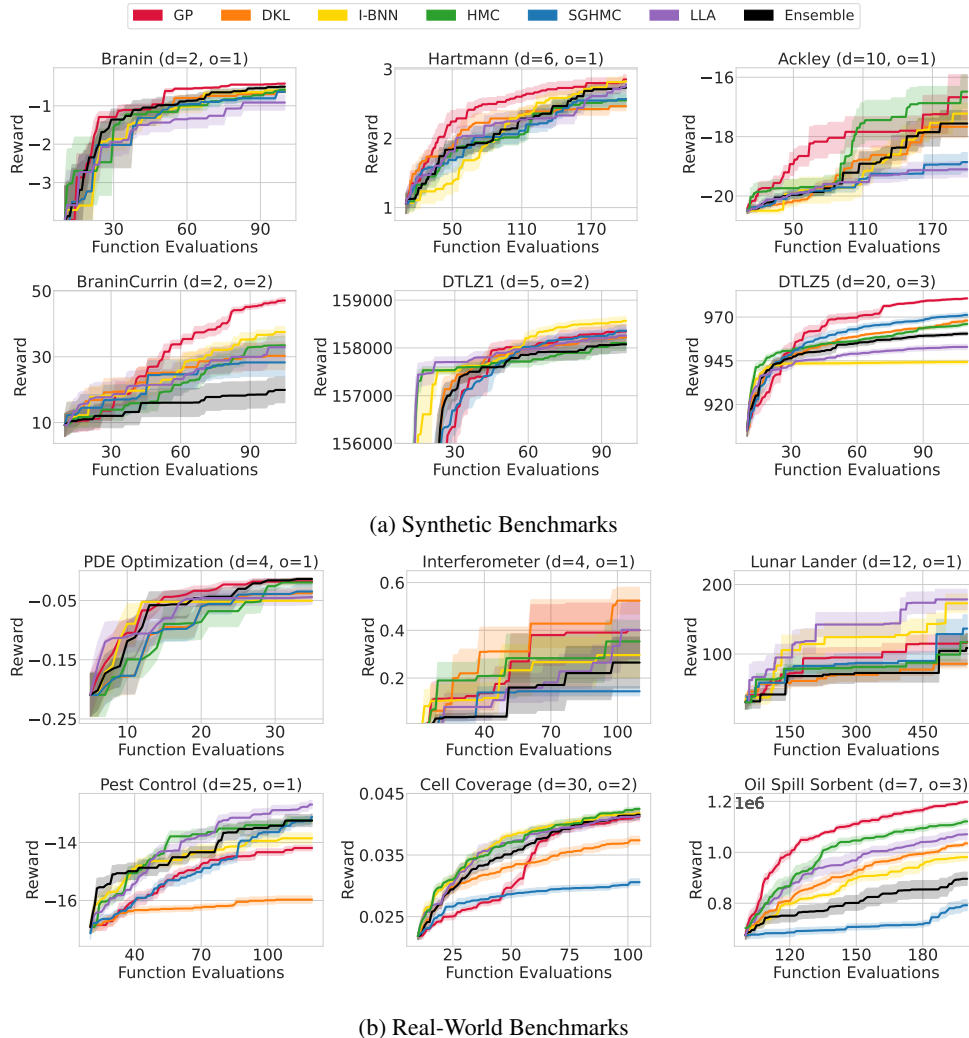 GP DKL I-BNN HMC SGHMC LLA Ensemble
Branin (d=2, o=1) Hartmann (d=6, o=1) Ackley (d=10, o=1)
Reward
−1
−2
−3
30 60 90
Function Evaluations
Reward
3
2
1
50 110 170
Function Evaluations
Reward
−16
−18
−20
50 110 170
Function Evaluations
BraninCurrin (d=2, o=2) DTLZ1 (d=5, o=2) DTLZ5 (d=20, o=3)
Reward
50
30
10
30 60 90
Function Evaluations
Reward
159000
158000
157000
156000
30 60 90
Function Evaluations
Reward
970
945
920
30 60 90
Function Evaluations
(a) Synthetic Benchmarks
PDE Optimization (d=4, o=1) Interferometer (d=4, o=1) Lunar Lander (d=12, o=1)
Reward
−0.05
−0.15
−0.25
10 20 30
Function Evaluations
Reward
0.6
0.4
0.2
40 70 100
Function Evaluations
Reward
200
100
150 300 450
Function Evaluations
Pest Control (d=25, o=1) Cell Coverage (d=30, o=2) Oil Spill Sorbent (d=7, o=3)
Reward
−14
−16
40 70 100
Function Evaluations
Reward
0.045
0.035
0.025
25 50 75 100
Function Evaluations
Reward
1e6
1.2
1.0
0.8
120 160 200
Function Evaluations
(b) Real-World Benchmarks